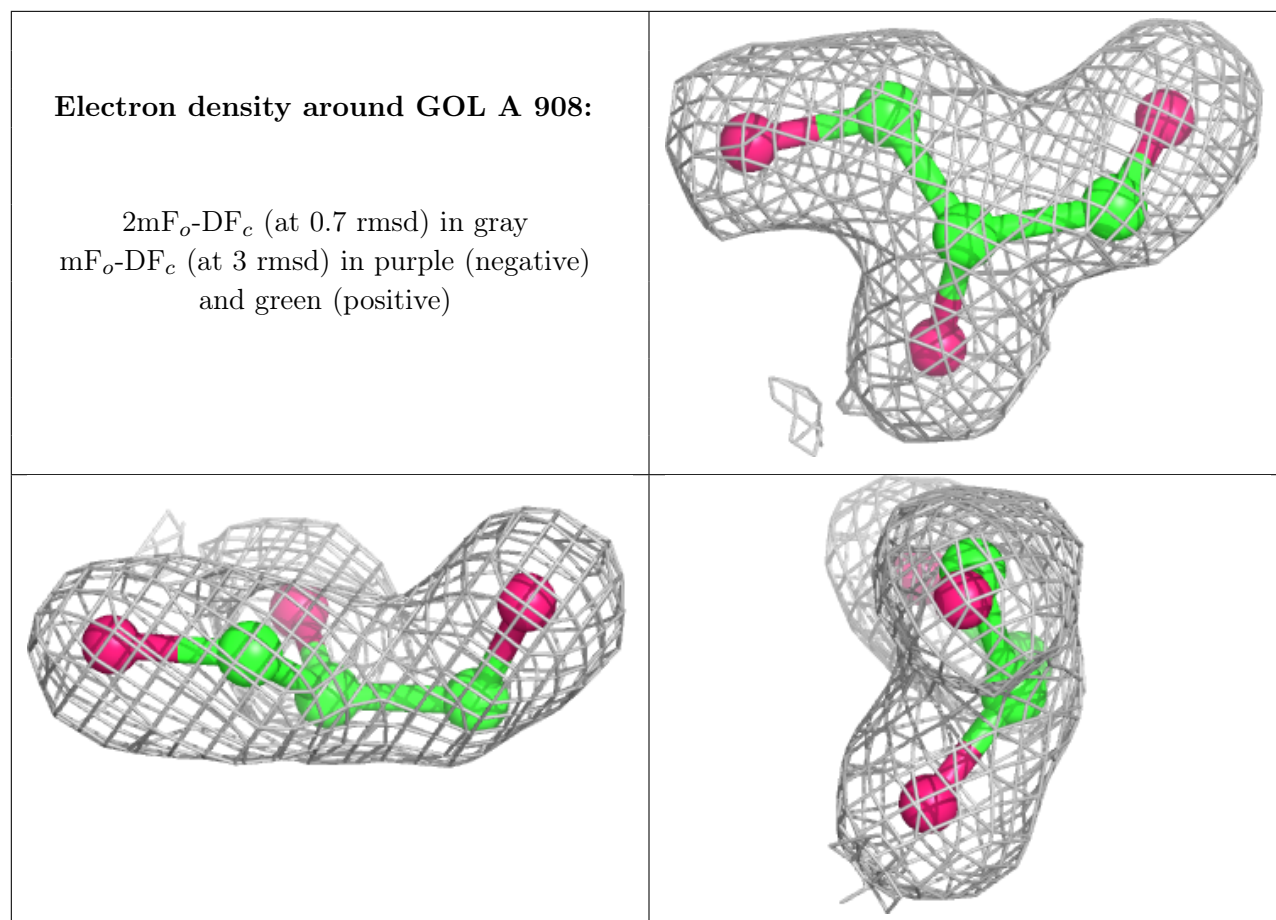 Electron density around GOL A 908:
2mFo-DFc (at 0.7 rmsd) in gray
mFo-DFc (at 3 rmsd) in purple (negative)
and green (positive)